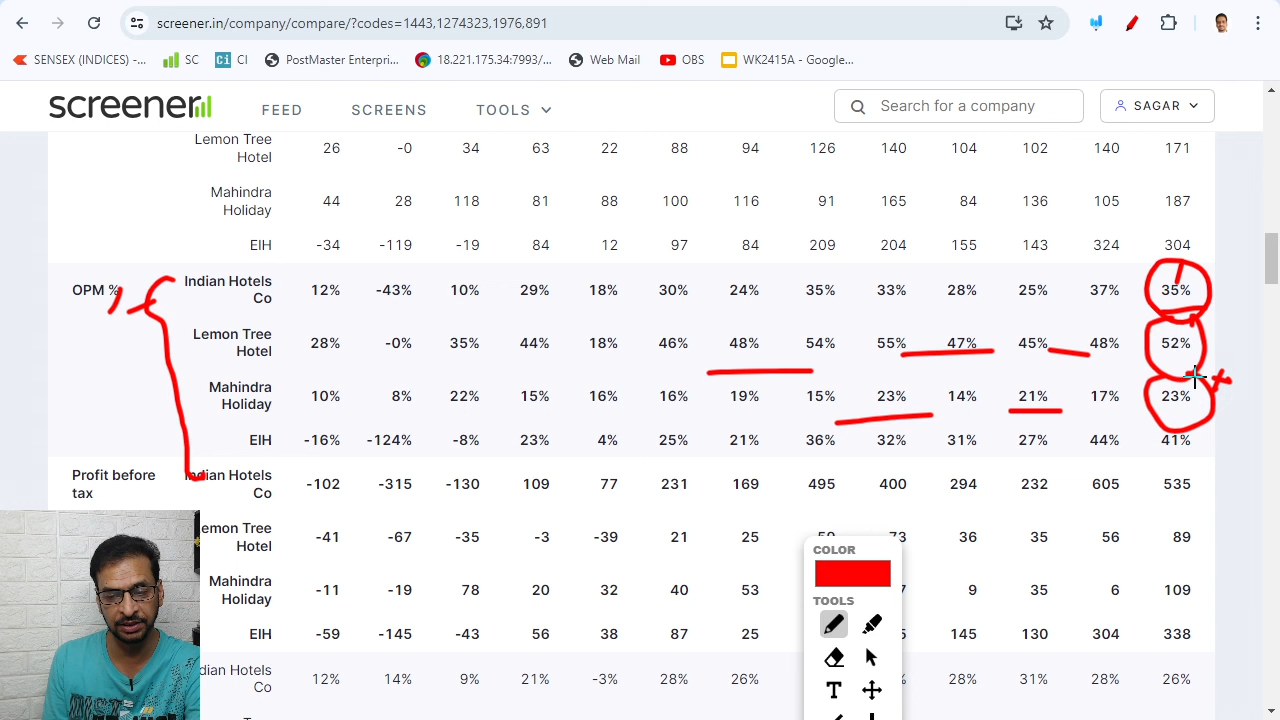 screener.in/company/compare/?codes=1443,1274323,1976,891
SENSEX (INDICES) -... SC CI CI PostMaster Enterpri... 18.221.175.34:7993/... Web Mail OBS WK2415A - Google...
screener FEED SCREENS TOOLS Search for a company SAGAR
Lemon Tree Hotel 26 -0 34 63 22 88 94 126 140 104 102 140 171
Mahindra Holiday 44 28 118 81 88 100 116 91 165 84 136 105 187
EIH -34 -119 -19 84 12 97 84 209 204 155 143 324 304
OPM % Indian Hotels Co 12% -43% 10% 29% 18% 30% 24% 35% 33% 28% 25% 37% 35%
Lemon Tree Hotel 28% -0% 35% 44% 18% 46% 48% 54% 55% 47% 45% 48% 52%
Mahindra Holiday 10% 8% 22% 15% 16% 16% 19% 15% 23% 14% 21% 17% 23%
EIH -16% -124% -8% 23% 4% 25% 21% 36% 32% 31% 27% 44% 41%
Profit before tax Indian Hotels Co -102 -315 -130 109 77 231 169 495 400 294 232 605 535
Lemon Tree Hotel -41 -67 -35 -3 -39 21 25 73 36 35 56 89
Mahindra Holiday -11 -19 78 20 32 40 53 9 35 6 109
EIH -59 -145 -43 56 38 87 25 145 130 304 338
Indian Hotels Co 12% 14% 9% 21% -3% 28% 26% 28% 31% 28% 26%
COLOR
TOOLS
T